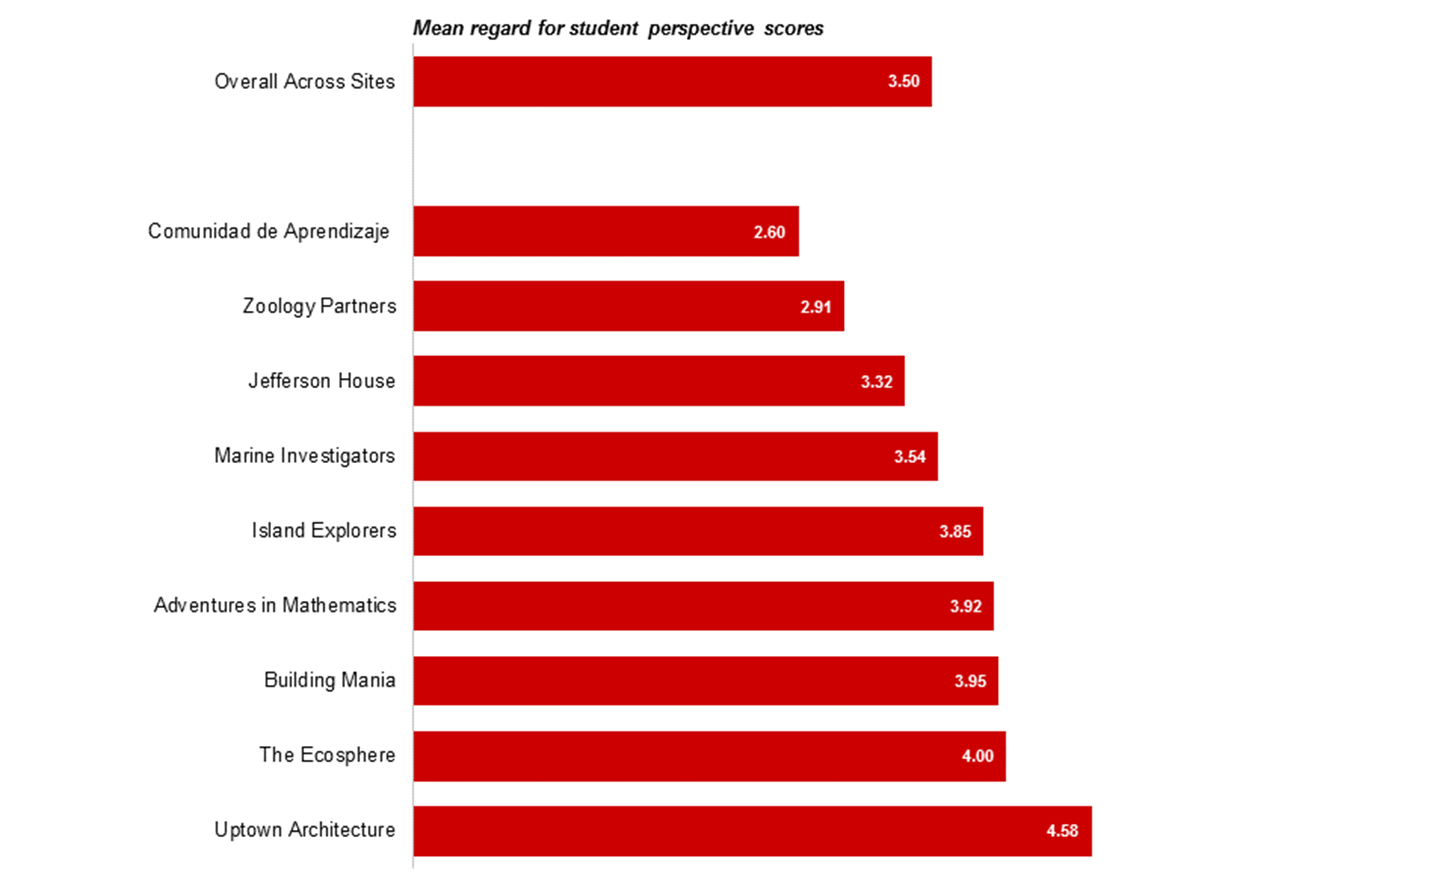 Mean regard for student perspective scores
Overall Across Sites 3.50
Comunidad de Aprendizaje 2.60
Zoology Partners 2.91
Jefferson House 3.32
Marine Investigators 3.54
Island Explorers 3.85
Adventures in Mathematics 3.92
Building Mania 3.95
The Ecosphere 4.00
Uptown Architecture 4.58